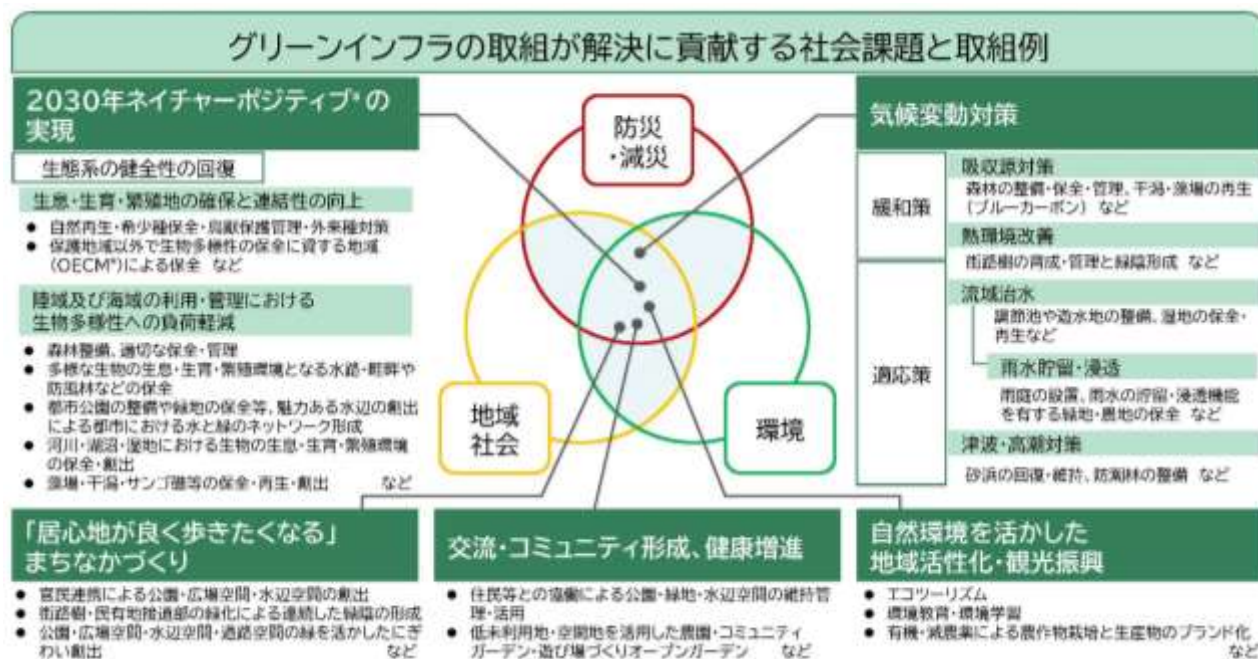 グリーンインフラの取組が解決に貢献する社会課題と取組例
2030年ネイチャーポジティブ*の
実現
生態系の健全性の回復
生息・生育・繁殖地の確保と連結性の向上
● 自然再生・希少種保全・鳥獣保護管理・外来種対策
● 保護地域以外で生物多様性の保全に資する地域
(OECM*)による保全 など
陸域及び海域の利用・管理における
生物多様性への負荷軽減
● 森林整備、適切な保全・管理
● 多様な生物の生息・生育・繁殖環境となる水路・畦畔や
防風林などの保全
● 都市公園の整備や緑地の保全等、魅力ある水辺の創出
による都市における水と緑のネットワーク形成
● 河川・湖沼・湿地における生物の生息・生育・繁殖環境
の保全・創出
● 藻場・干潟・サンゴ礁等の保全・再生・創出 など
防災
・減災
地域
社会
環境
気候変動対策
緩和策
吸収源対策
森林の整備・保全・管理、干潟・藻場の再生
(ブルーカーボン) など
熱環境改善
街路樹の育成・管理と緑陰形成 など
適応策
流域治水
調節池や遊水地の整備、湿地の保全・
再生など
雨水貯留・浸透
雨庭の設置、雨水の貯留・浸透機能
を有する緑地・農地の保全 など
津波・高潮対策
砂浜の回復・維持、防潮林の整備 など
「居心地が良く歩きたくなる」
まちなかづくり
● 官民連携による公園・広場空間・水辺空間の創出
● 街路樹・民有地接道部の緑化による連続した緑陰の形成
● 公園・広場空間・水辺空間・道路空間の緑を活かしたにぎ
わい創出 など
交流・コミュニティ形成、健康増進
● 住民等との協働による公園・緑地・水辺空間の維持管
理・活用
● 低未利用地・空閑地を活用した農園・コミュニティ
ガーデン・遊び場づくりオープンガーデン など
自然環境を活かした
地域活性化・観光振興
● エコツーリズム
● 環境教育・環境学習
● 有機・減農薬による農作物栽培と生産物のブランド化
など